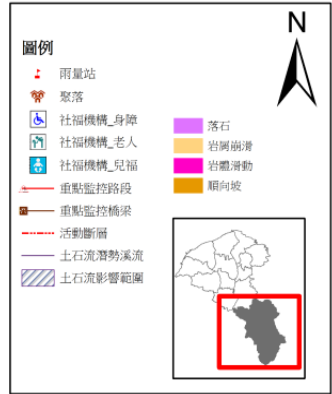 N
圖例
雨量站
聚落
社福機構_身障
社福機構_老人
社福機構_兒福
重點監控路段
重點監控橋梁
活動斷層
土石流潛勢溪流
土石流影響範圍
落石
岩屑崩滑
岩體滑動
順向坡